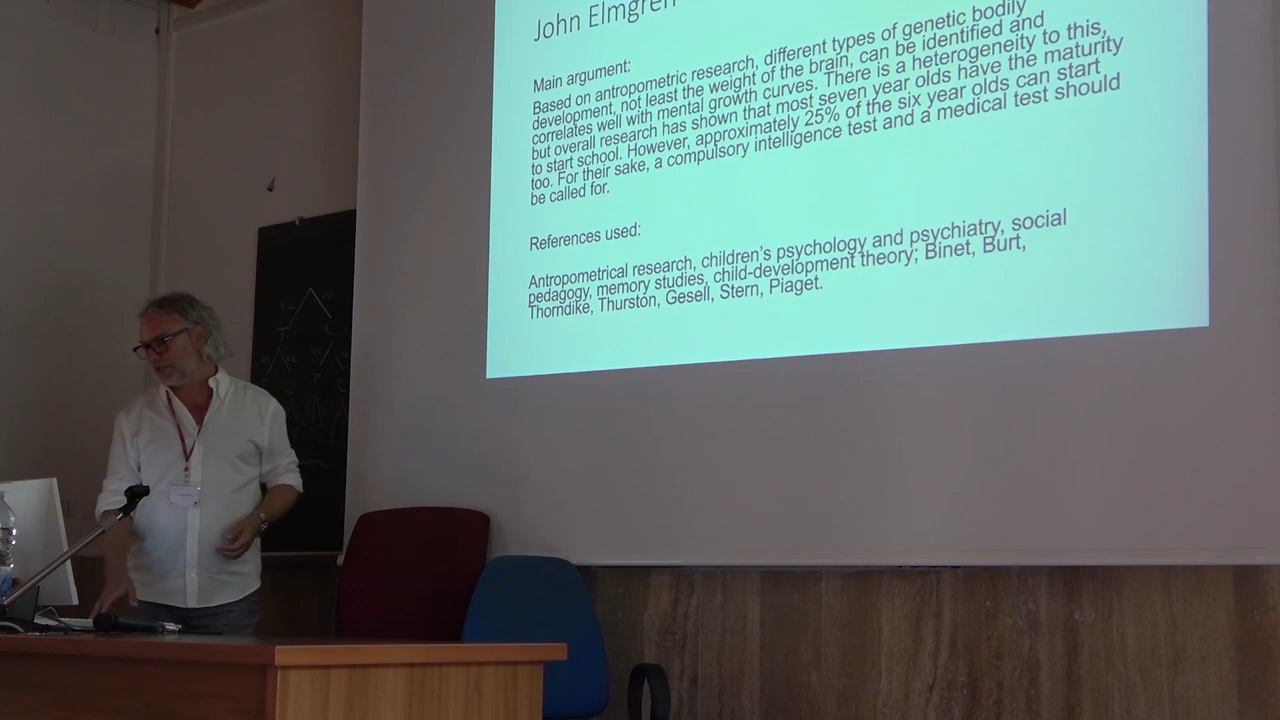 John Elmgren
Main argument:
Based on antropometric research, different types of genetic bodily
development, not least the weight of the brain, can be identified and
correlates well with mental growth curves. There is a heterogeneity to this,
but overall research has shown that most seven year olds have the maturity
to start school. However, approximately 25% of the six year olds can start
too. For their sake, a compulsory intelligence test and a medical test should
be called for.
References used:
Antropometrical research, children's psychology and psychiatry, social
pedagogy, memory studies, child-development theory; Binet, Burt,
Thorndike, Thurston, Gesell, Stern, Piaget.